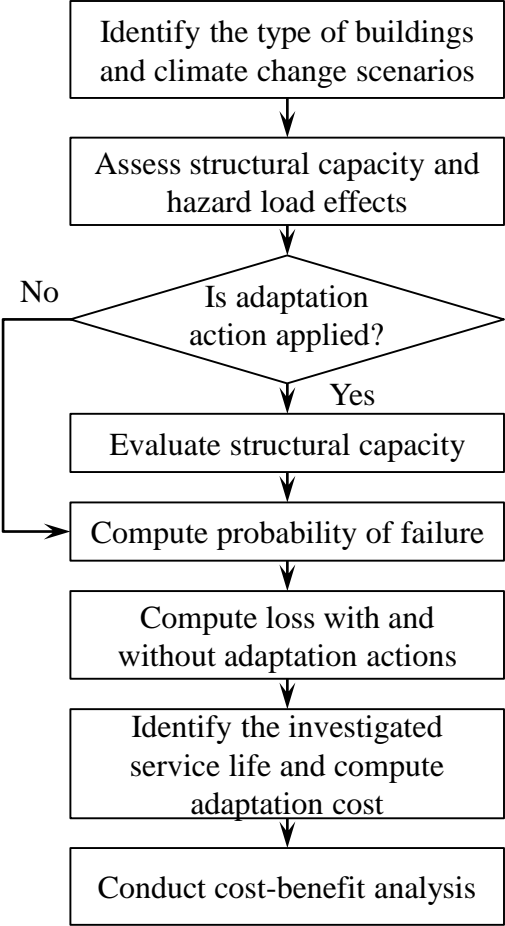 Identify the type of buildings
and climate change scenarios
Assess structural capacity and
hazard load effects
No
Is adaptation
action applied?
Yes
Evaluate structural capacity
Compute probability of failure
Compute loss with and
without adaptation actions
Identify the investigated
service life and compute
adaptation cost
Conduct cost-benefit analysis